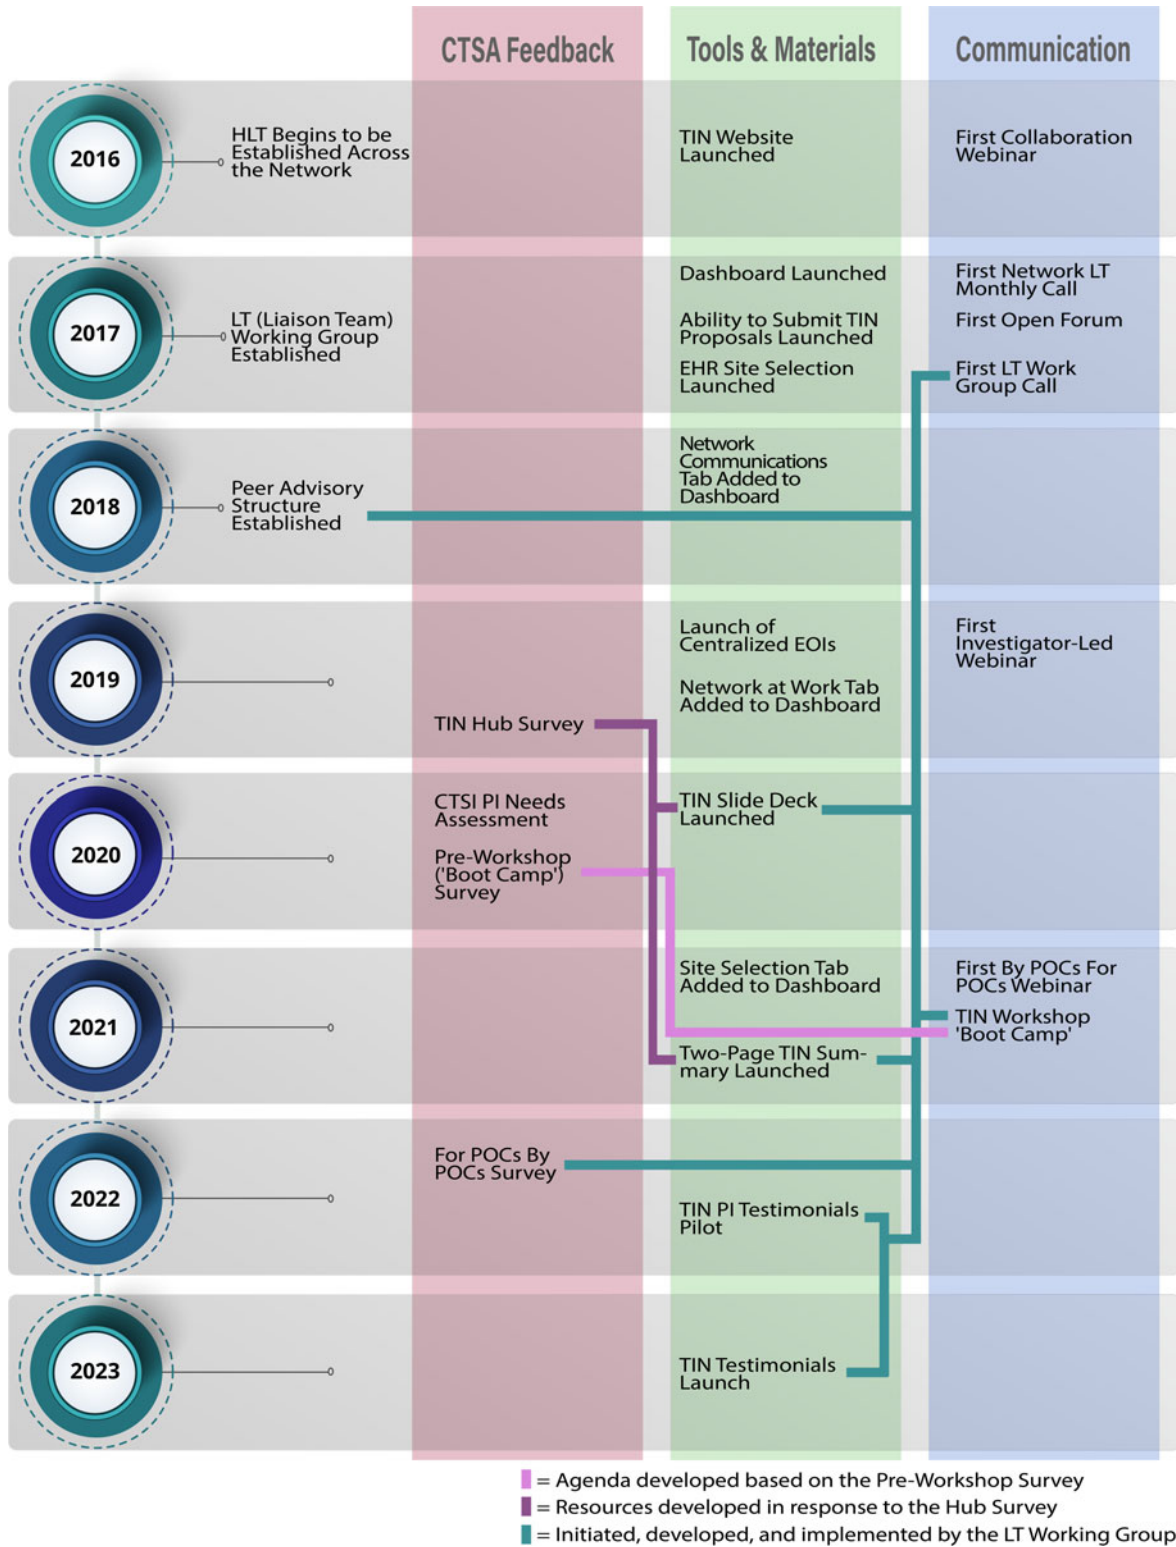 CTSA Feedback
Tools & Materials
Communication
2016
HLT Begins to be
Established Across
the Network
TIN Website
Launched
First Collaboration
Webinar
2017
LT (Liaison Team)
Working Group
Established
Dashboard Launched
Ability to Submit TIN
Proposals Launched
EHR Site Selection
Launched
First Network LT
Monthly Call
First Open Forum
First LT Work
Group Call
2018
Peer Advisory
Structure
Established
Network
Communications
Tab Added to
Dashboard
2019
TIN Hub Survey
Launch of
Centralized EOIs
Network at Work Tab
Added to Dashboard
First
Investigator-Led
Webinar
2020
CTSI PI Needs
Assessment
Pre-Workshop
('Boot Camp')
Survey
TIN Slide Deck
Launched
2021
Site Selection Tab
Added to Dashboard
Two-Page TIN Sum-
mary Launched
First By POCs For
POCs Webinar
TIN Workshop
'Boot Camp'
2022
For POCs By
POCs Survey
TIN PI Testimonials
Pilot
2023
TIN Testimonials
Launch
= Agenda developed based on the Pre-Workshop Survey
= Resources developed in response to the Hub Survey
= Initiated, developed, and implemented by the LT Working Group